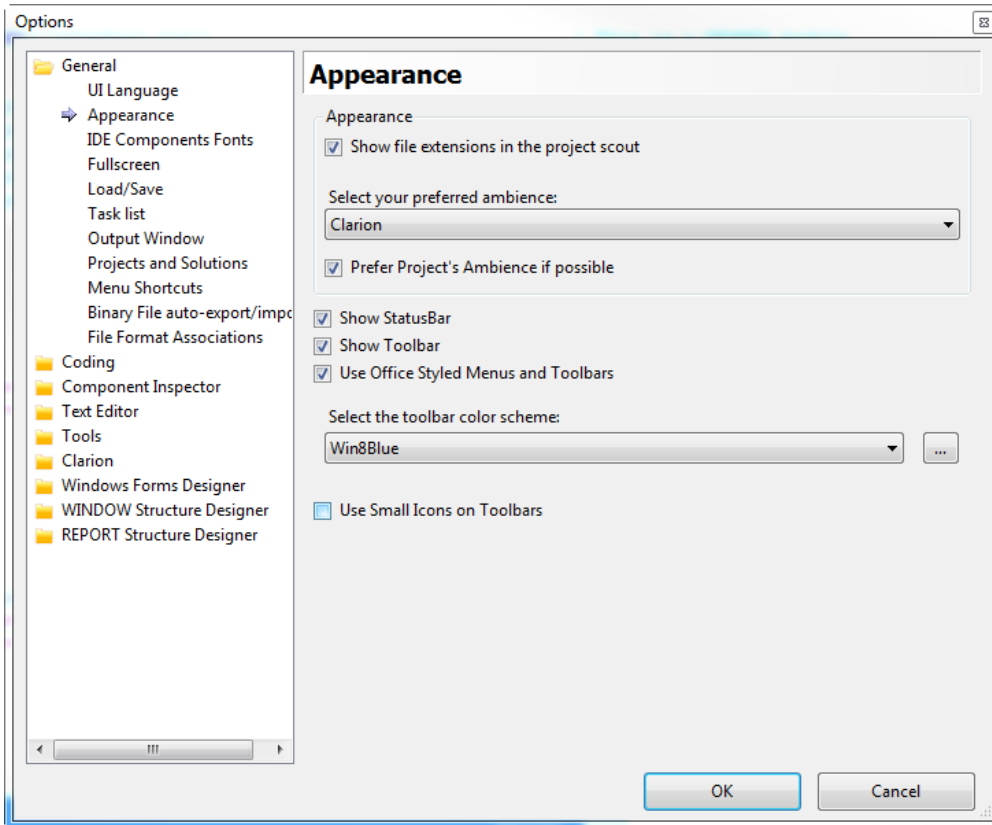 Options
General
UI Language
Appearance
IDE Components Fonts
Fullscreen
Load/Save
Task list
Output Window
Projects and Solutions
Menu Shortcuts
Binary File auto-export/impo
File Format Associations
Coding
Component Inspector
Text Editor
Tools
Clarion
Windows Forms Designer
WINDOW Structure Designer
REPORT Structure Designer
Appearance
Appearance
Show file extensions in the project scout
Select your preferred ambience:
Clarion
Prefer Project's Ambience if possible
Show StatusBar
Show Toolbar
Use Office Styled Menus and Toolbars
Select the toolbar color scheme:
Win8Blue
...
Use Small Icons on Toolbars
OK
Cancel